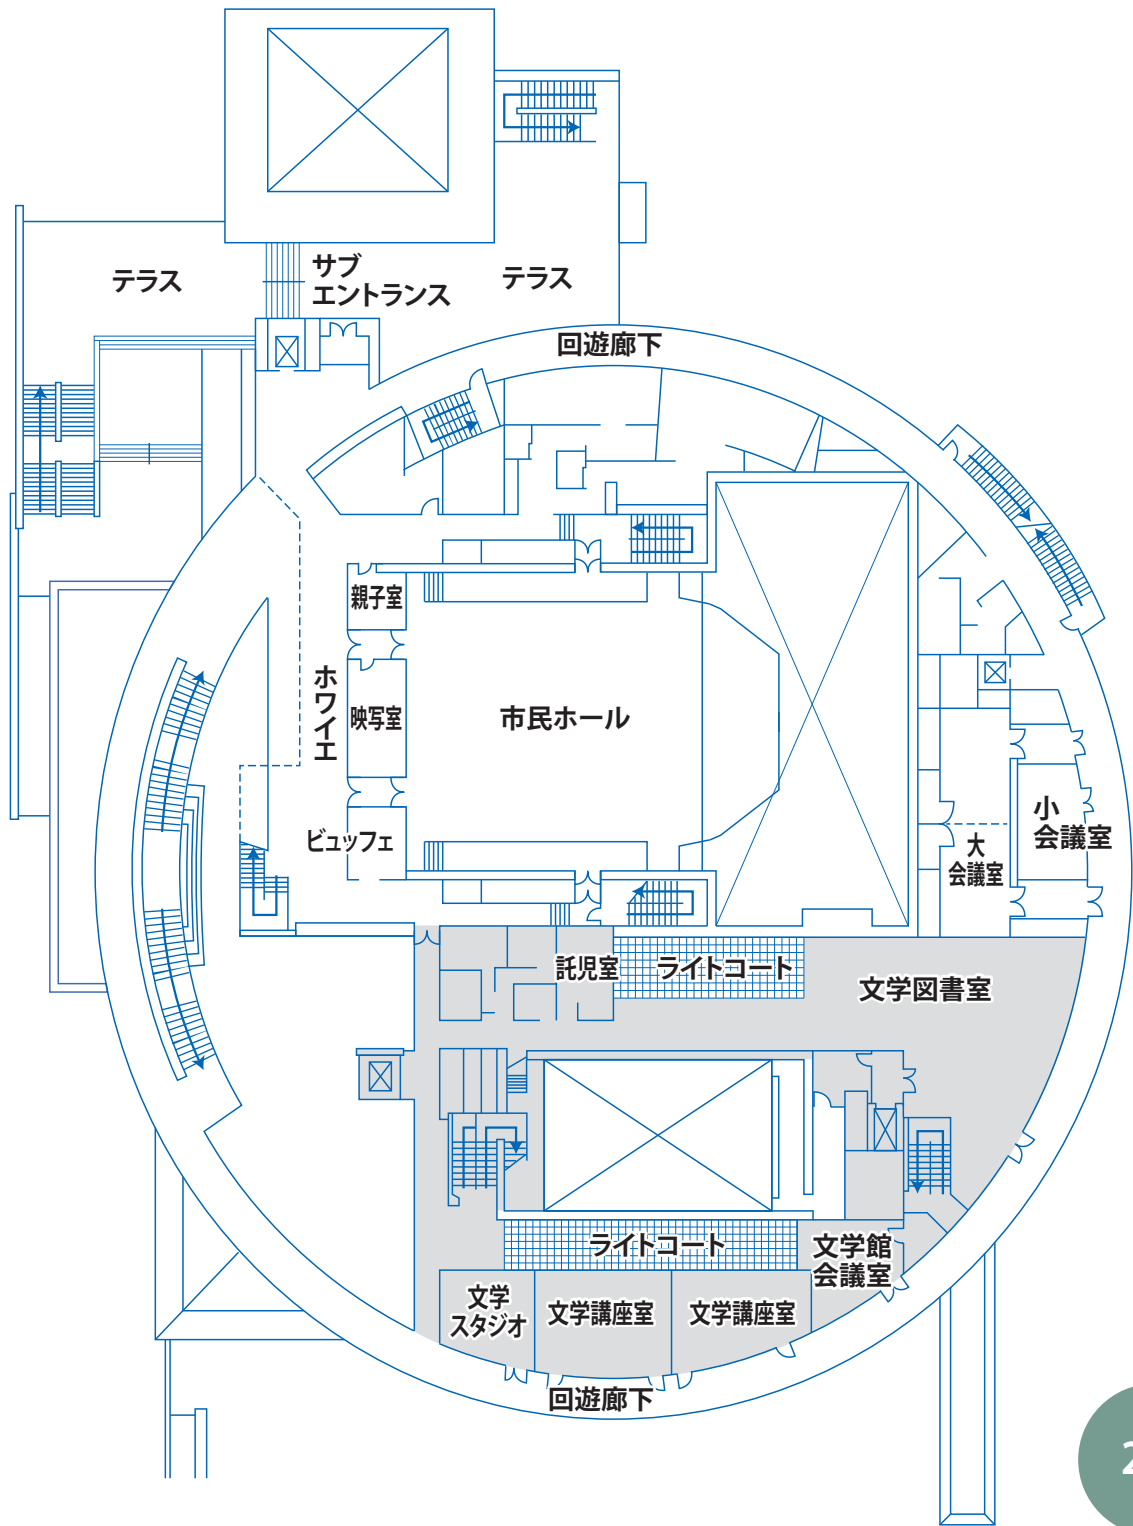 テラス
サブ
エントランス
テラス
回遊廊下
親子室
ホワイエ
映写室
市民ホール
ビュッフェ
小
会議室
大
会議室
託児室
ライトコート
文学図書室
ライトコート
文学館
会議室
文学
スタジオ
文学講座室
文学講座室
回遊廊下
2